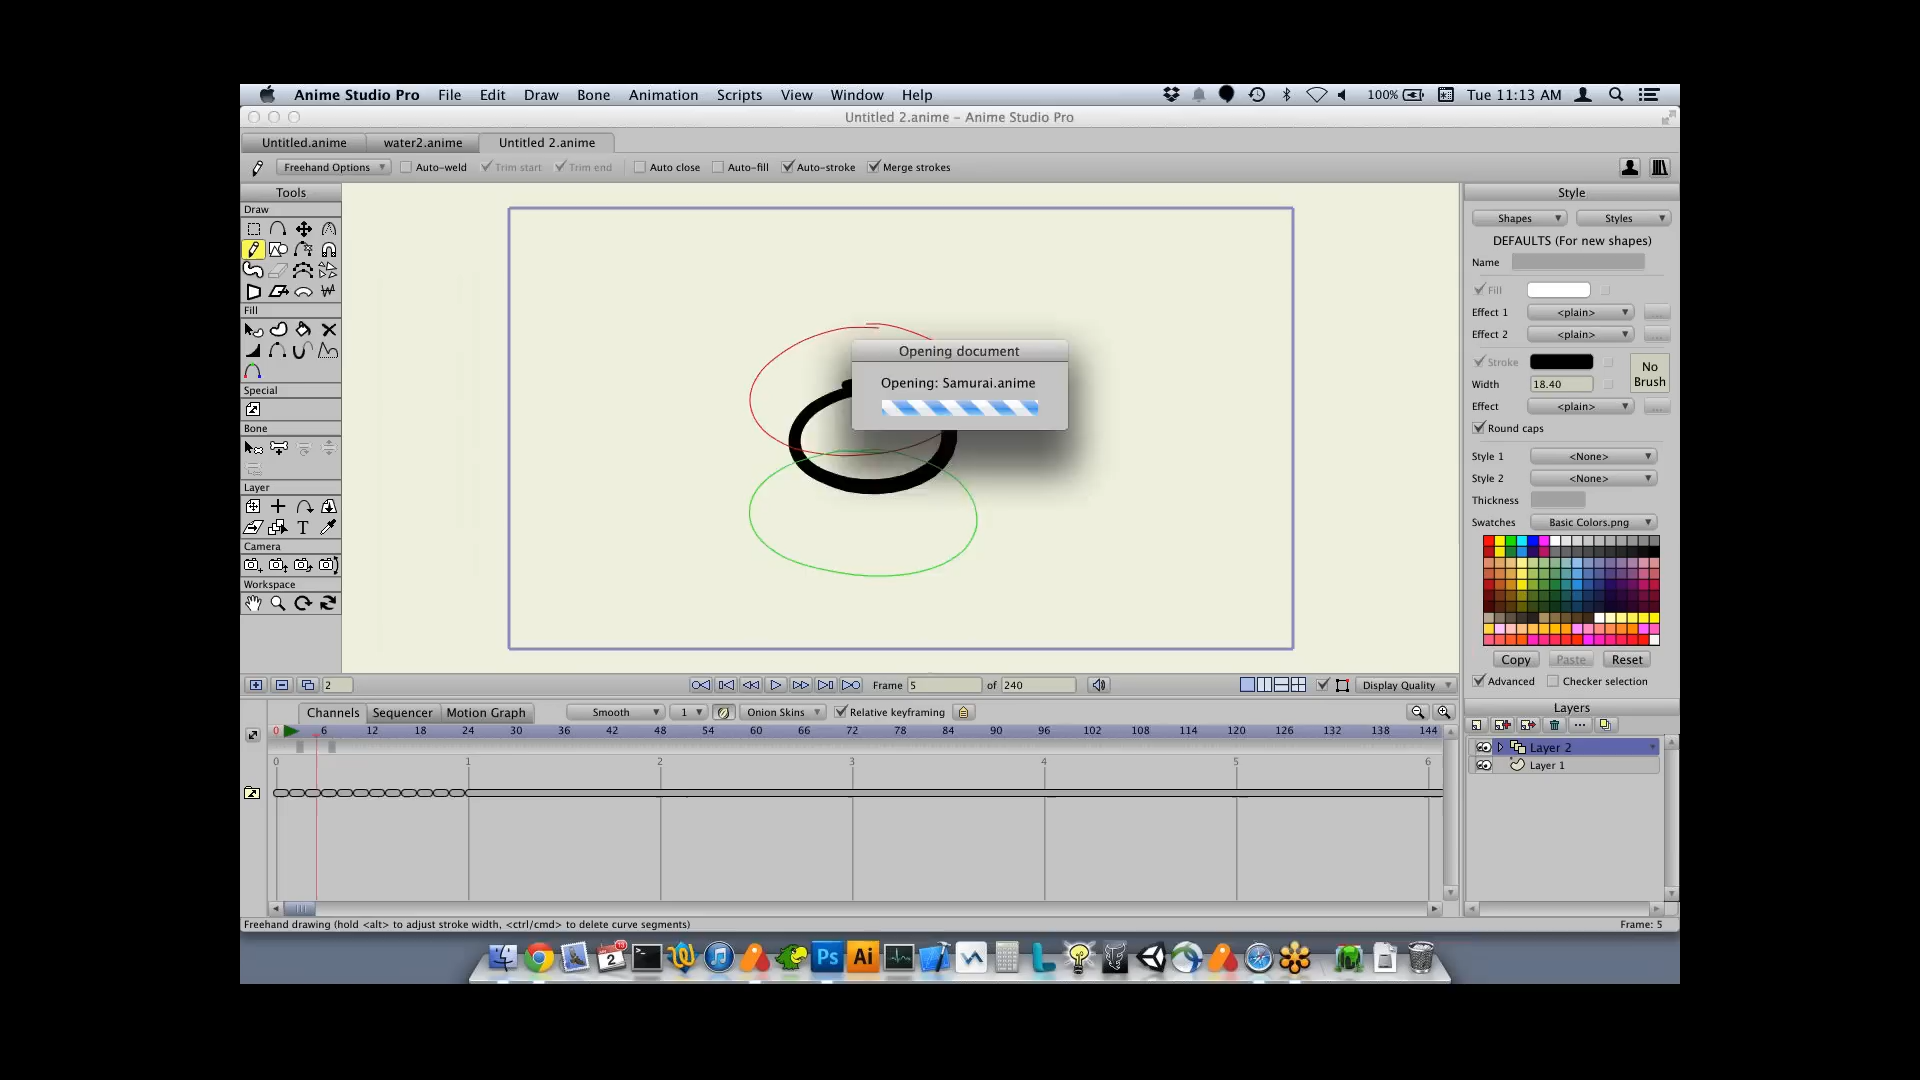 Anime Studio Pro File Edit Draw Bone Animation Scripts View Window Help 100% Tue 11:13 AM
Untitled 2.anime – Anime Studio Pro
Untitled.anime water2.anime Untitled 2.anime
Freehand Options Auto-weld Trim start Trim end Auto close Auto-fill Auto-stroke Merge strokes
Tools
Draw
Fill
Special
Bone
Layer
T
Camera
Workspace
Opening document
Opening: Samurai.anime
Style
Shapes Styles
DEFAULTS (For new shapes)
Name
Fill
Effect 1 <plain> ...
Effect 2 <plain> ...
Stroke
No Brush
Width 18.40
Effect <plain> ...
Round caps
Style 1 <None>
Style 2 <None>
Thickness
Swatches Basic Colors.png
Copy Paste Reset
Advanced Checker selection
2 Frame 5 of 240 Display Quality
Channels Sequencer Motion Graph Smooth 1 Onion Skins Relative keyframing
0 6 12 18 24 30 36 42 48 54 60 66 72 78 84 90 96 102 108 114 120 126 132 138 144
0 1 2 3 4 5 6
Layers
Layer 2
Layer 1
Freehand drawing (hold <alt> to adjust stroke width, <ctrl/cmd> to delete curve segments) Frame: 5
2 Ps Ai